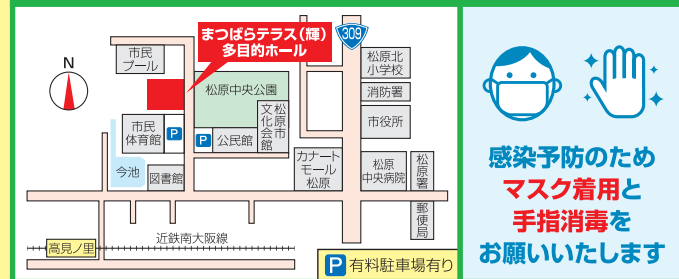 まつばらテラス(輝)
多目的ホール
309
N
市民
プール
松原中央公園
松原北
小学校
消防署
市役所
市民
体育館
P
P
公民館
松原市
文化会館
カナート
モール
松原
松原
中央病院
松原署
郵便局
今池
図書館
近鉄南大阪線
高見ノ里
P 有料駐車場有り
感染予防のため
マスク着用と
手指消毒を
お願いいたします